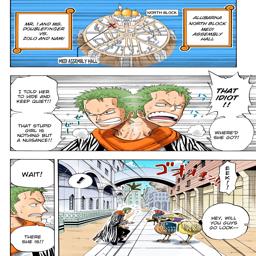 MR. 1 AND MS.
DOUBLEFINGER
VS
ZOLO AND NAMI
NORTH BLOCK
MEDI ASSEMBLY HALL
ALUBARNA
NORTH BLOCK
MEDI
ASSEMBLY
HALL
I TOLD HER
TO HIDE AND
KEEP QUIET!!
THAT STUPID
GIRL IS
NOTHING BUT
A NUISANCE!!
THAT
IDIOT
!!
WHERE'D
SHE GO?!
WAIT!
THERE
SHE IS!!
EEK!
HEY, WILL
YOU GUYS
GO LOOK—